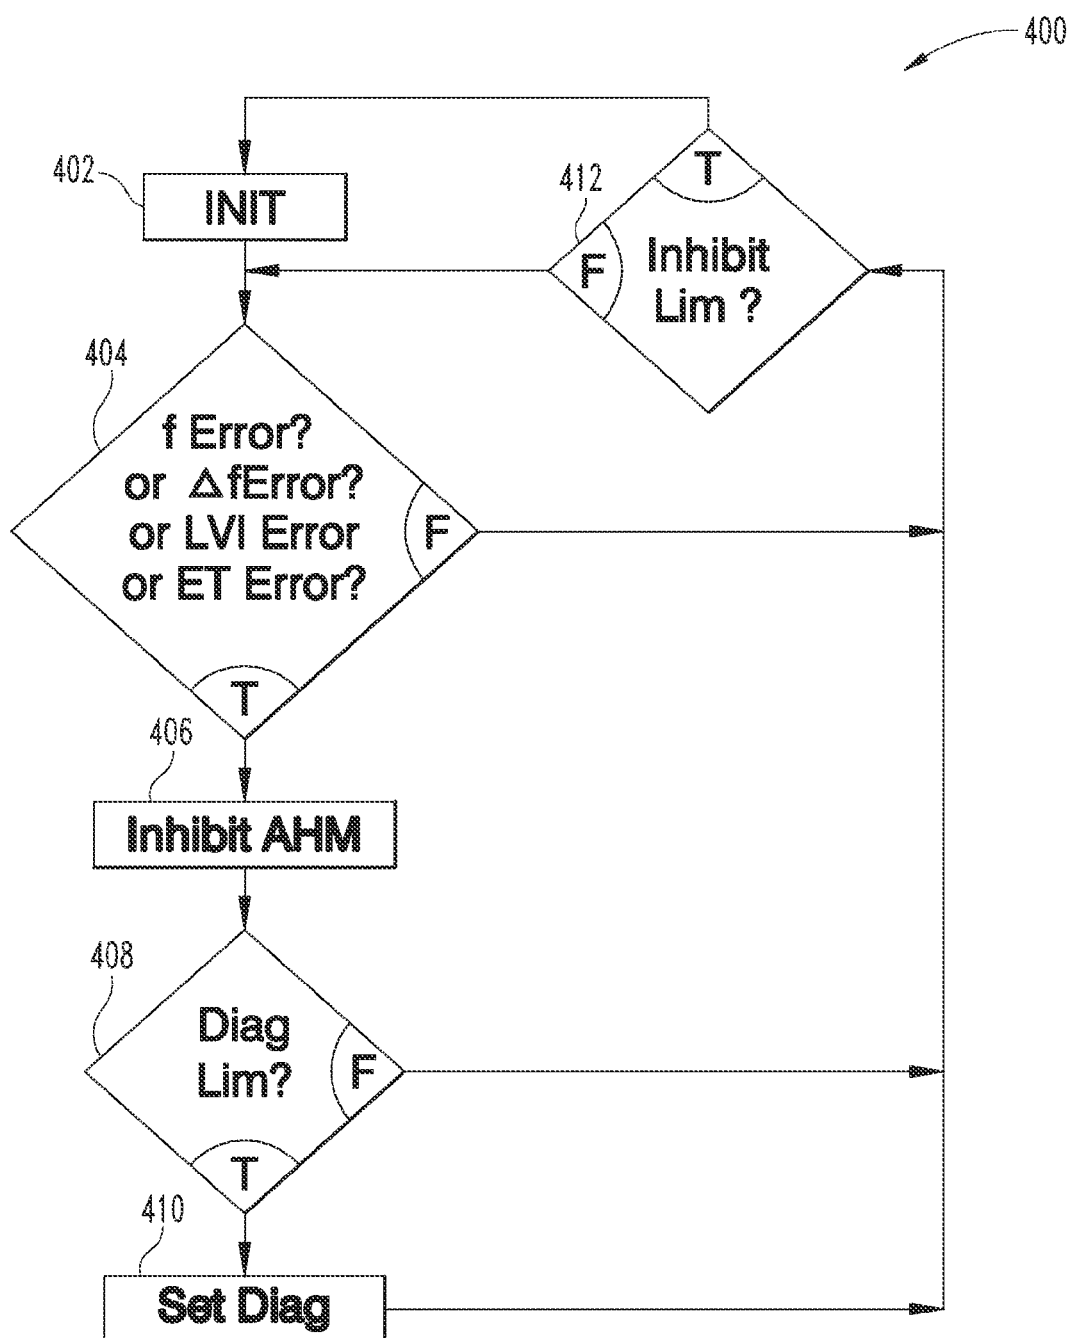 400
402
INIT
412
T
F
Inhibit
Lim ?
404
f Error?
or ΔfError?
or LVI Error
or ET Error?
F
T
406
Inhibit AHM
408
Diag
Lim?
F
T
410
Set Diag